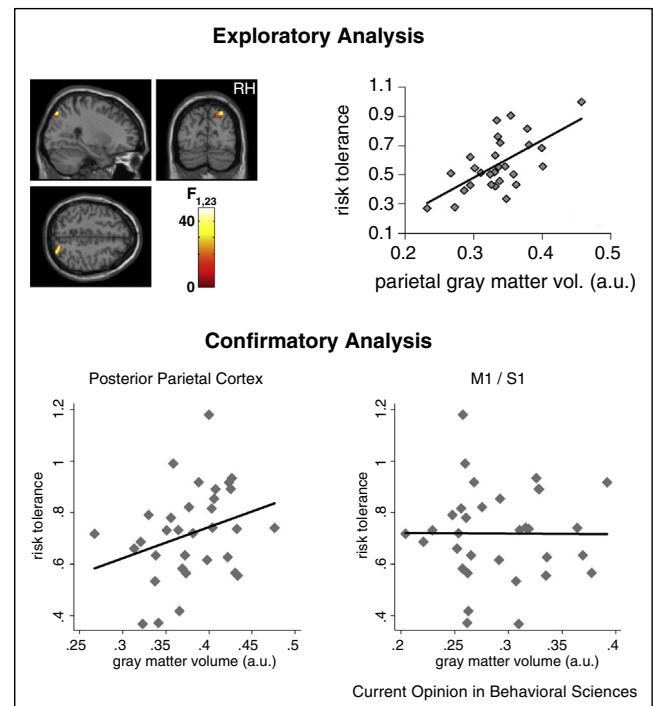 Exploratory Analysis
RH
F1,23
40
0
risk tolerance
1.1
0.9
0.7
0.5
0.3
0.1
0.2 0.3 0.4 0.5
parietal gray matter vol. (a.u.)
Confirmatory Analysis
Posterior Parietal Cortex
risk tolerance
1.2
1
.8
.6
.4
.25 .3 .35 .4 .45 .5
gray matter volume (a.u.)
M1 / S1
risk tolerance
1.2
1
.8
.6
.4
.2 .25 .3 .35 .4
gray matter volume (a.u.)
Current Opinion in Behavioral Sciences